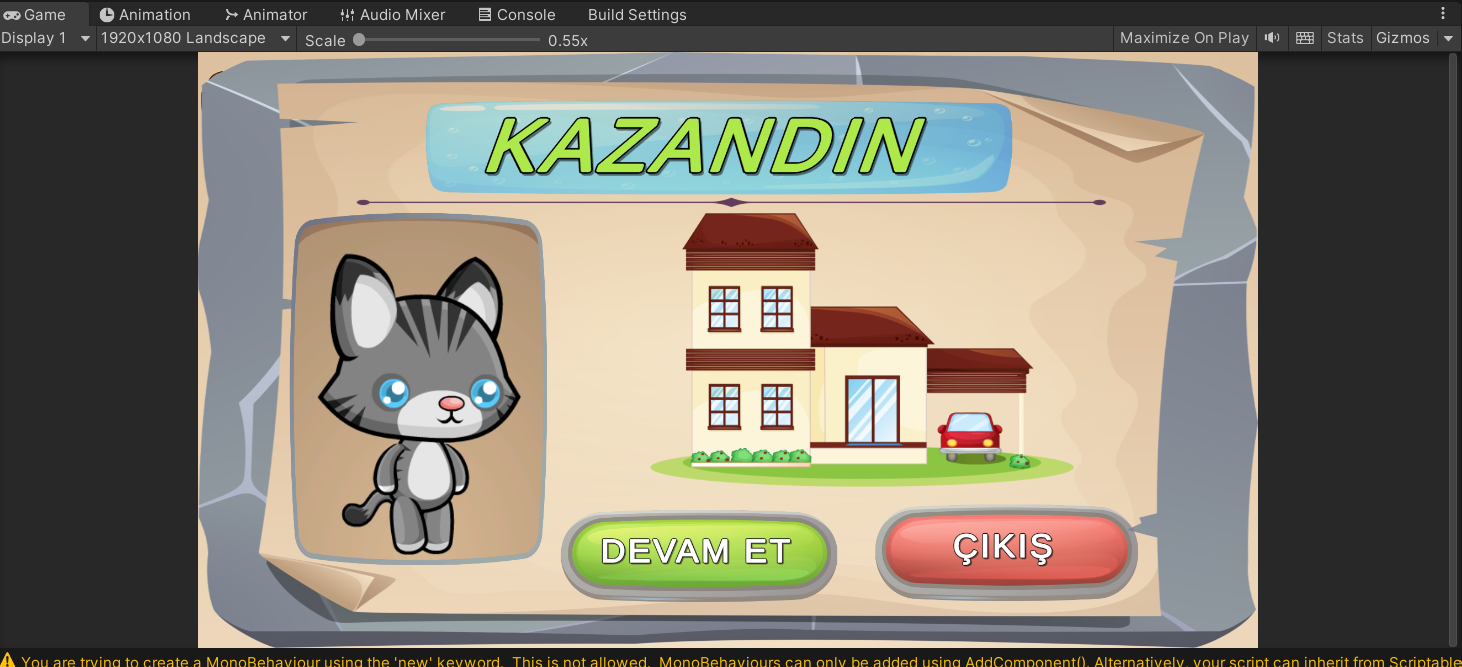 Game Animation Animator Audio Mixer Console Build Settings
Display 1 1920x1080 Landscape Scale 0.55x Maximize On Play Stats Gizmos
KAZANDIN
DEVAM ET ÇIKIŞ
You are trying to create a MonoBehaviour using the 'new' keyword. This is not allowed. MonoBehaviours can only be added using AddComponent(). Alternatively, your script can inherit from Scriptable